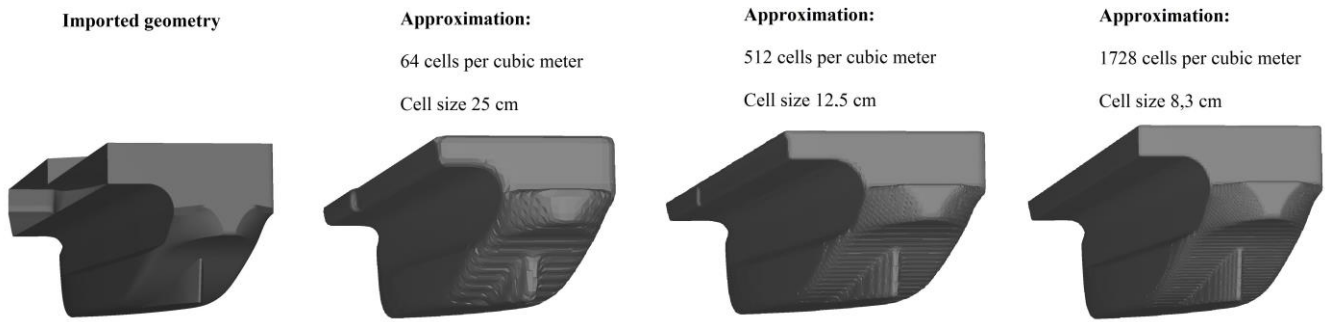 Imported geometry
Approximation:
64 cells per cubic meter
Cell size 25 cm
Approximation:
512 cells per cubic meter
Cell size 12.5 cm
Approximation:
1728 cells per cubic meter
Cell size 8,3 cm